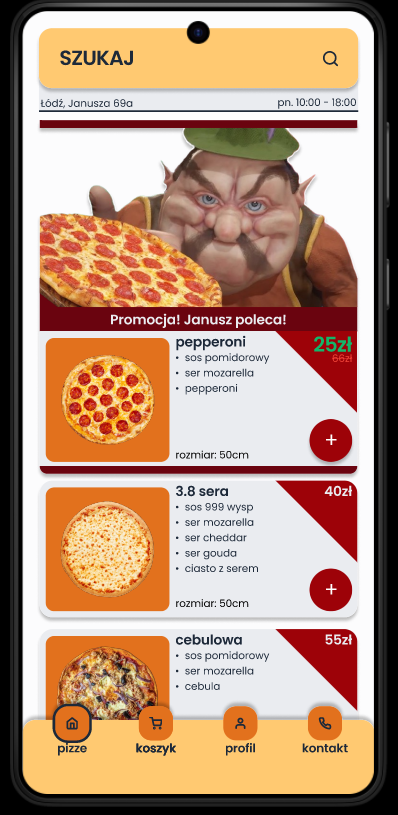 SZUKAJ
Łódź, Janusza 69a
pn. 10:00 - 18:00
Promocja! Janusz poleca!
pepperoni
25zł
66zł
• sos pomidorowy
• ser mozarella
• pepperoni
+
rozmiar: 50cm
3.8 sera
40zł
• sos 999 wysp
• ser mozarella
• ser cheddar
• ser gouda
• ciasto z serem
+
rozmiar: 50cm
cebulowa
55zł
• sos pomidorowy
• ser mozarella
• cebula
pizze
koszyk
profil
kontakt